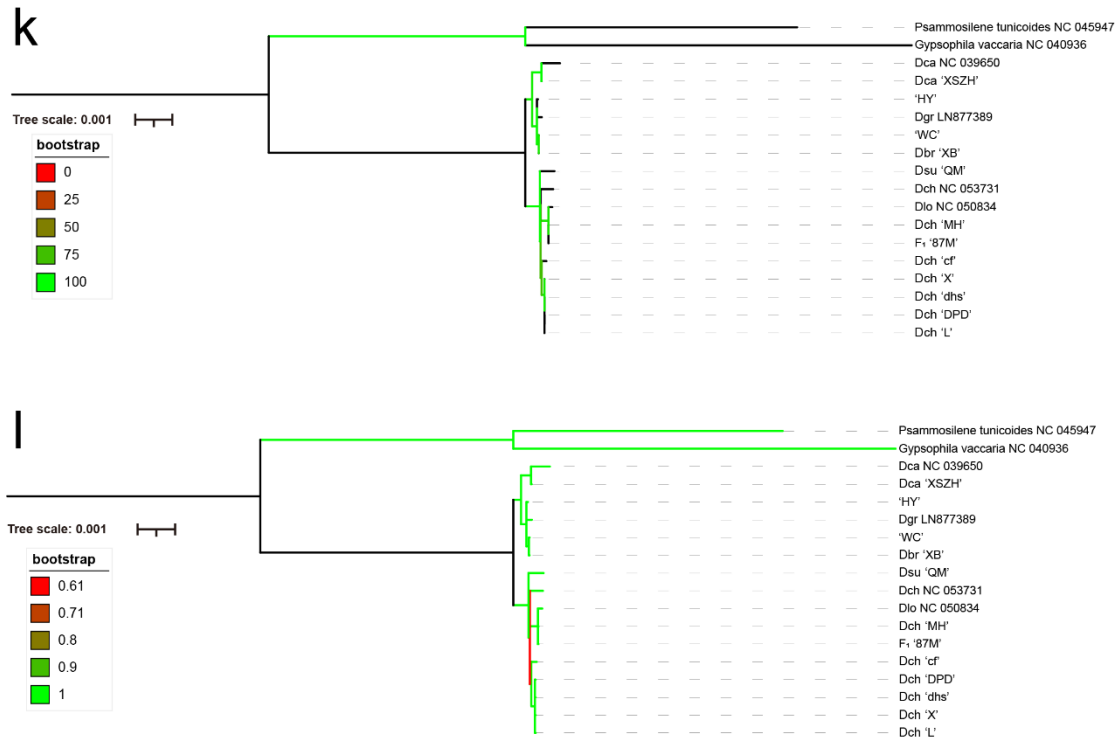 k
Psammosilene tunicoides NC 045947
Gypsophila vaccaria NC 040936
Dca NC 039650
Dca ‘XSZH’
‘HY’
Dgr LN877389
‘WC’
Dbr ‘XB’
Dsu ‘QM’
Dch NC 053731
Dlo NC 050834
Dch ‘MH’
F₁ ‘87M’
Dch ‘cf’
Dch ‘X’
Dch ‘dhs’
Dch ‘DPD’
Dch ‘L’
Tree scale: 0.001
bootstrap
0
25
50
75
100
l
Psammosilene tunicoides NC 045947
Gypsophila vaccaria NC 040936
Dca NC 039650
Dca ‘XSZH’
‘HY’
Dgr LN877389
‘WC’
Dbr ‘XB’
Dsu ‘QM’
Dch NC 053731
Dlo NC 050834
Dch ‘MH’
F₁ ‘87M’
Dch ‘cf’
Dch ‘DPD’
Dch ‘dhs’
Dch ‘X’
Dch ‘L’
Tree scale: 0.001
bootstrap
0.61
0.71
0.8
0.9
1